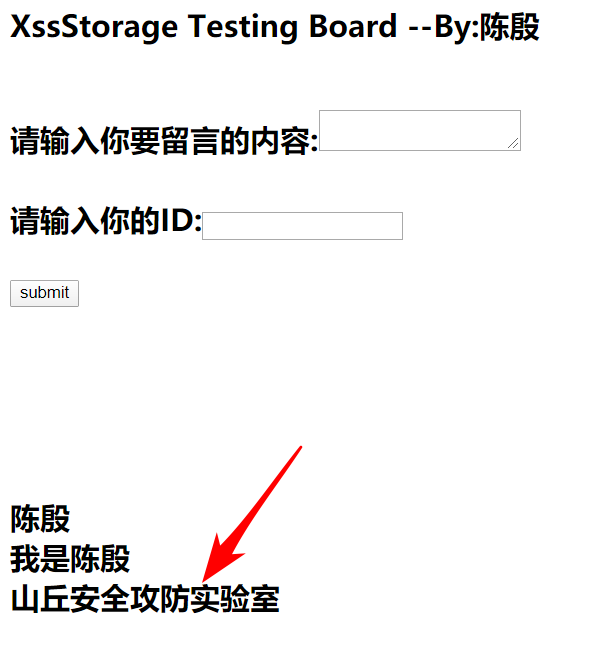 XssStorage Testing Board --By:陈殷
请输入你要留言的内容:
请输入你的ID:
submit
陈殷
我是陈殷
山丘安全攻防实验室